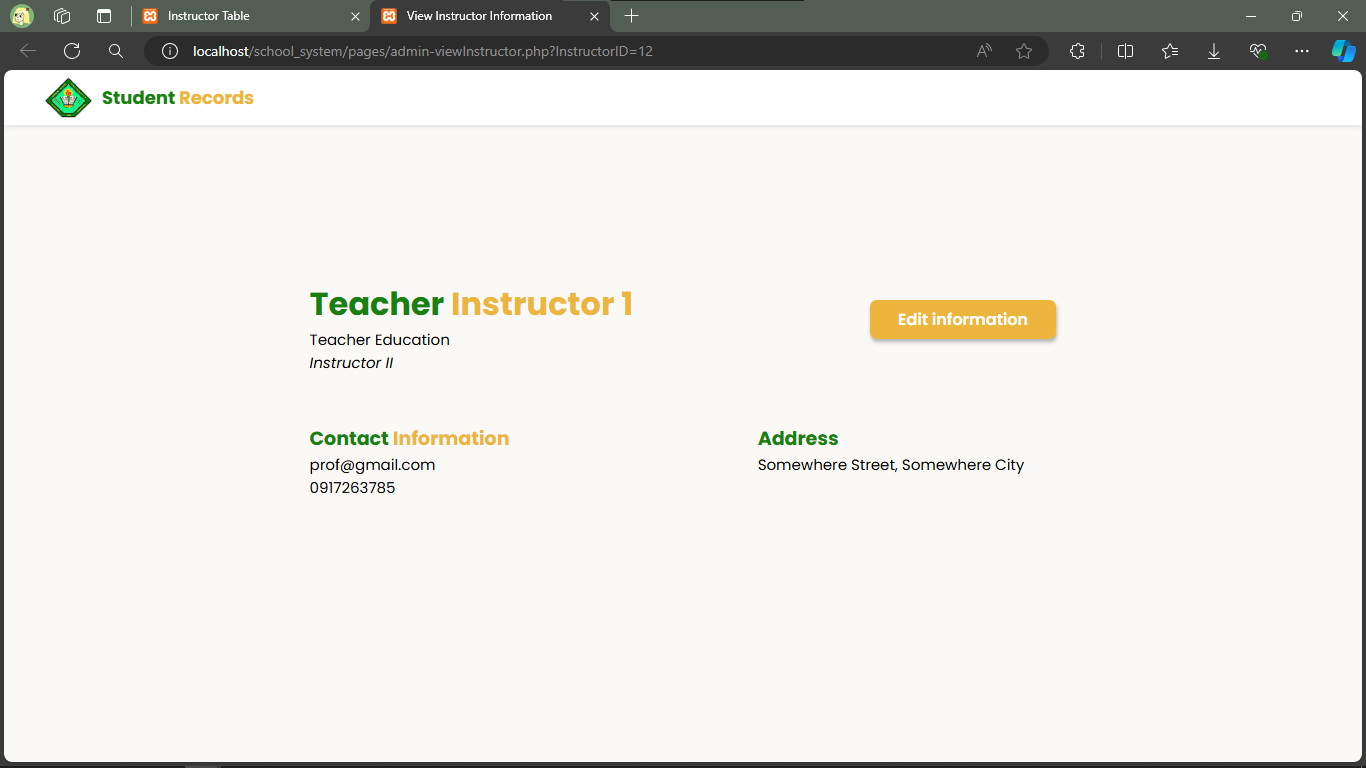 Instructor Table
View Instructor Information
localhost/school_system/pages/admin-viewInstructor.php?InstructorID=12
Student Records
Teacher Instructor 1
Edit information
Teacher Education
Instructor II
Contact Information
prof@gmail.com
0917263785
Address
Somewhere Street, Somewhere City